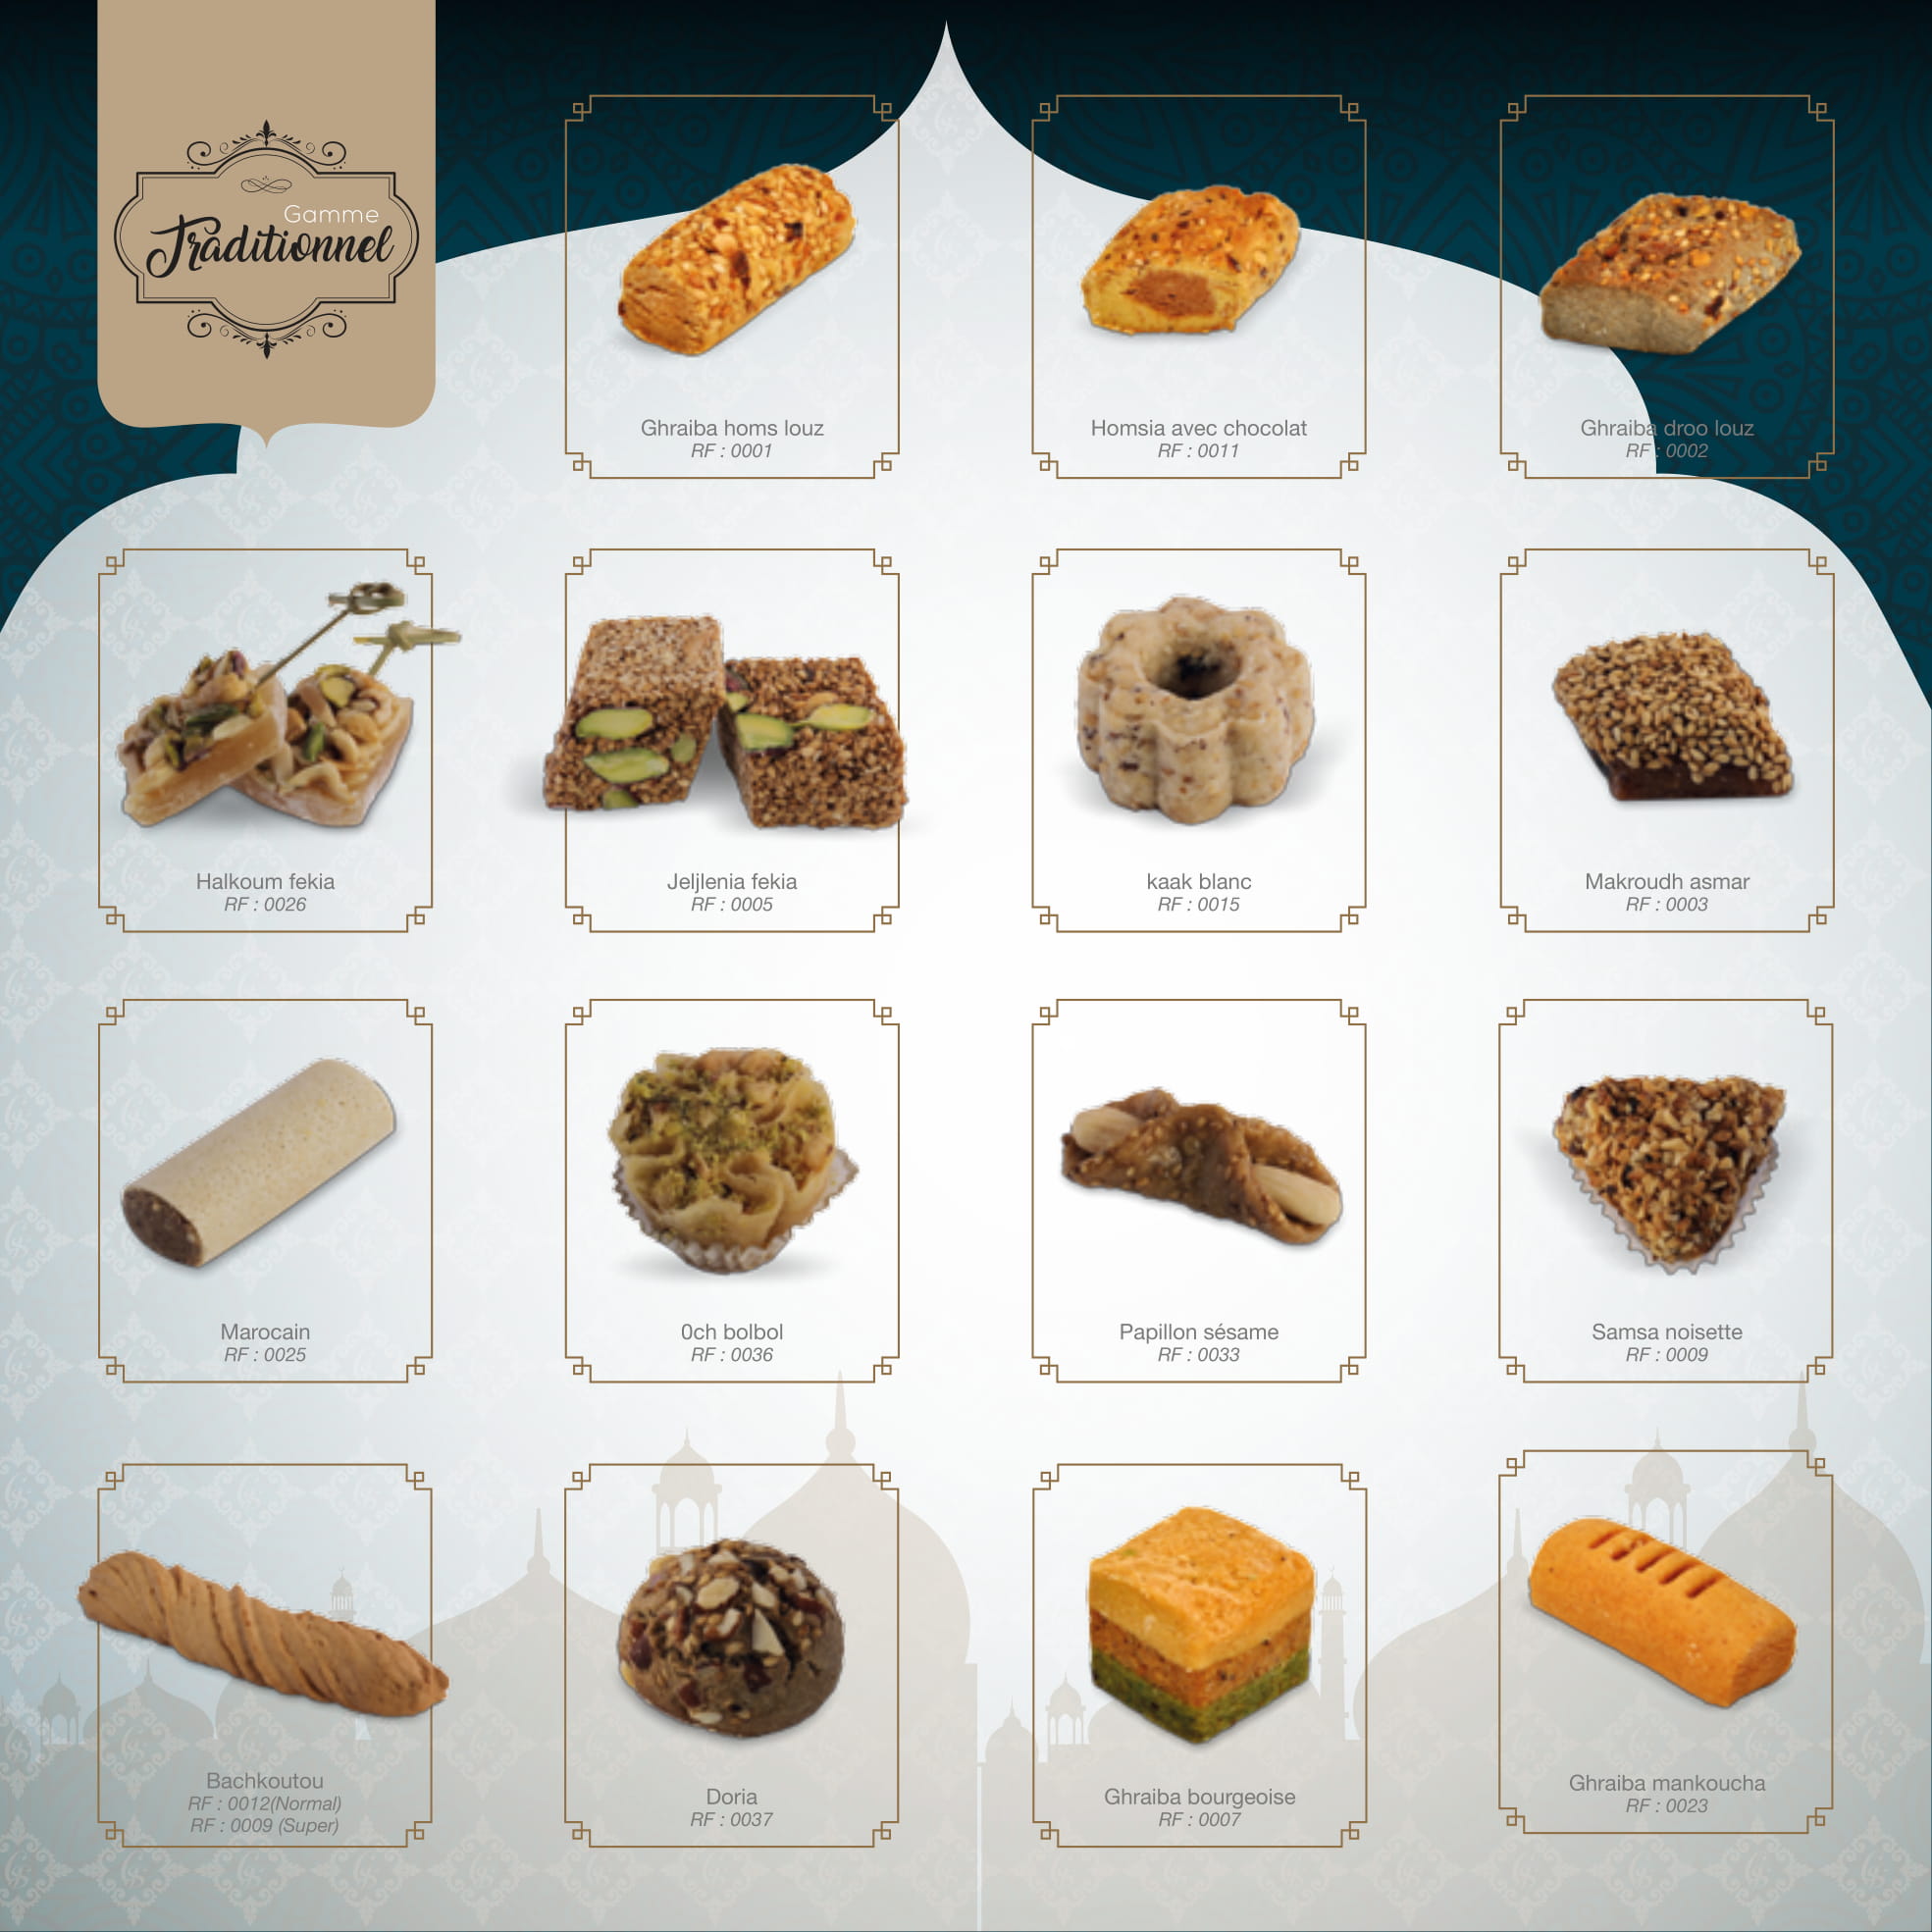 Gamme
Traditionnel
Ghraiba homs louz
RF : 0001
Homsia avec chocolat
RF : 0011
Ghraiba droo louz
RF : 0002
Halkoum fekia
RF : 0026
Jeljlenia fekia
RF : 0005
kaak blanc
RF : 0015
Makroudh asmar
RF : 0003
Marocain
RF : 0025
0ch bolbol
RF : 0036
Papillon sésame
RF : 0033
Samsa noisette
RF : 0009
Bachkoutou
RF : 0012(Normal)
RF : 0009 (Super)
Doria
RF : 0037
Ghraiba bourgeoise
RF : 0007
Ghraiba mankoucha
RF : 0023